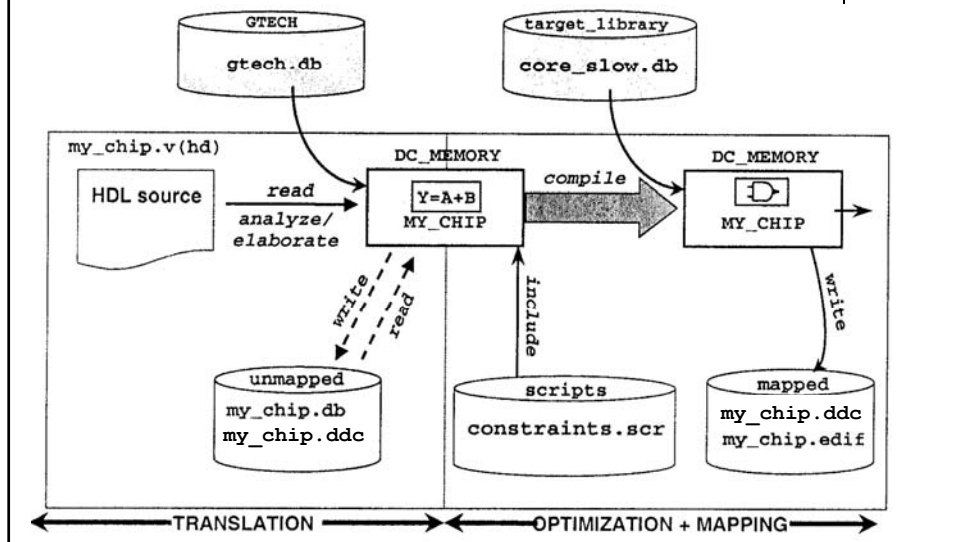 GTECH
gtech.db
target_library
core_slow.db
my_chip.v(hd)
HDL source
read
analyze/
elaborate
DC_MEMORY
Y=A+B
MY_CHIP
compile
DC_MEMORY
MY_CHIP
write
read
include
write
unmapped
my_chip.db
my_chip.ddc
scripts
constraints.scr
mapped
my_chip.ddc
my_chip.edif
TRANSLATION
OPTIMIZATION + MAPPING